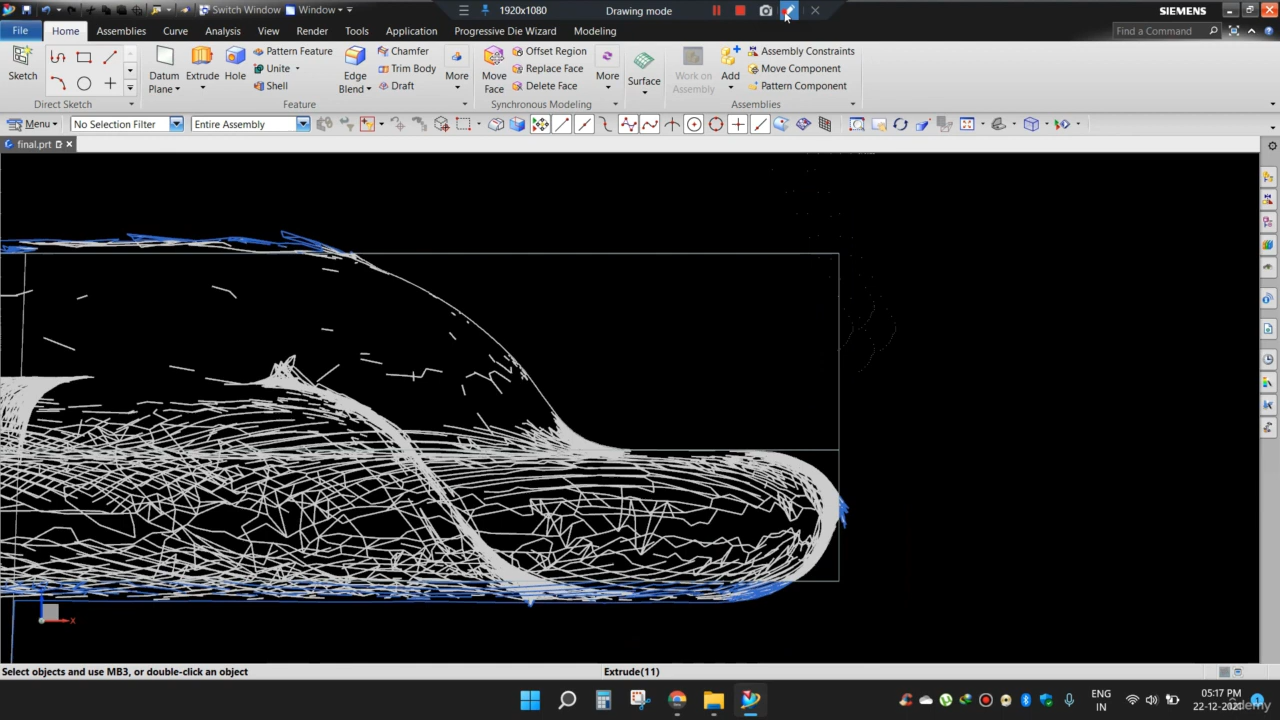 Switch Window Window 1920x1080 Drawing mode SIEMENS
File Home Assemblies Curve Analysis View Render Tools Application Progressive Die Wizard Modeling Find a Command
Sketch Datum Plane Extrude Hole Pattern Feature Unite Shell Edge Blend Chamfer Trim Body Draft More Move Face Offset Region Replace Face Delete Face More Surface Work on Assembly Add Assembly Constraints Move Component Pattern Component
Direct Sketch Feature Synchronous Modeling Assemblies
Menu No Selection Filter Entire Assembly
final.prt
X
Select objects and use MB3, or double-click an object Extrude(11)
ENG 05:17 PM
IN 22-12-2021
Udemy